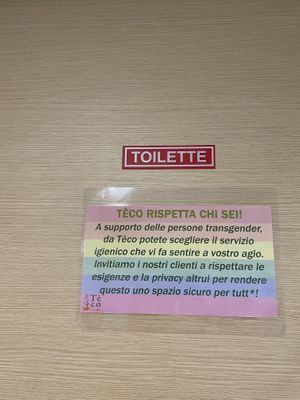 TOILETTE
TÈCO RISPETTA CHI SEI!
A supporto delle persone transgender,
da Tèco potete scegliere il servizio
igienico che vi fa sentire a vostro agio.
Invitiamo i nostri clienti a rispettare le
esigenze e la privacy altrui per rendere
questo uno spazio sicuro per tutt*!
Tè
co